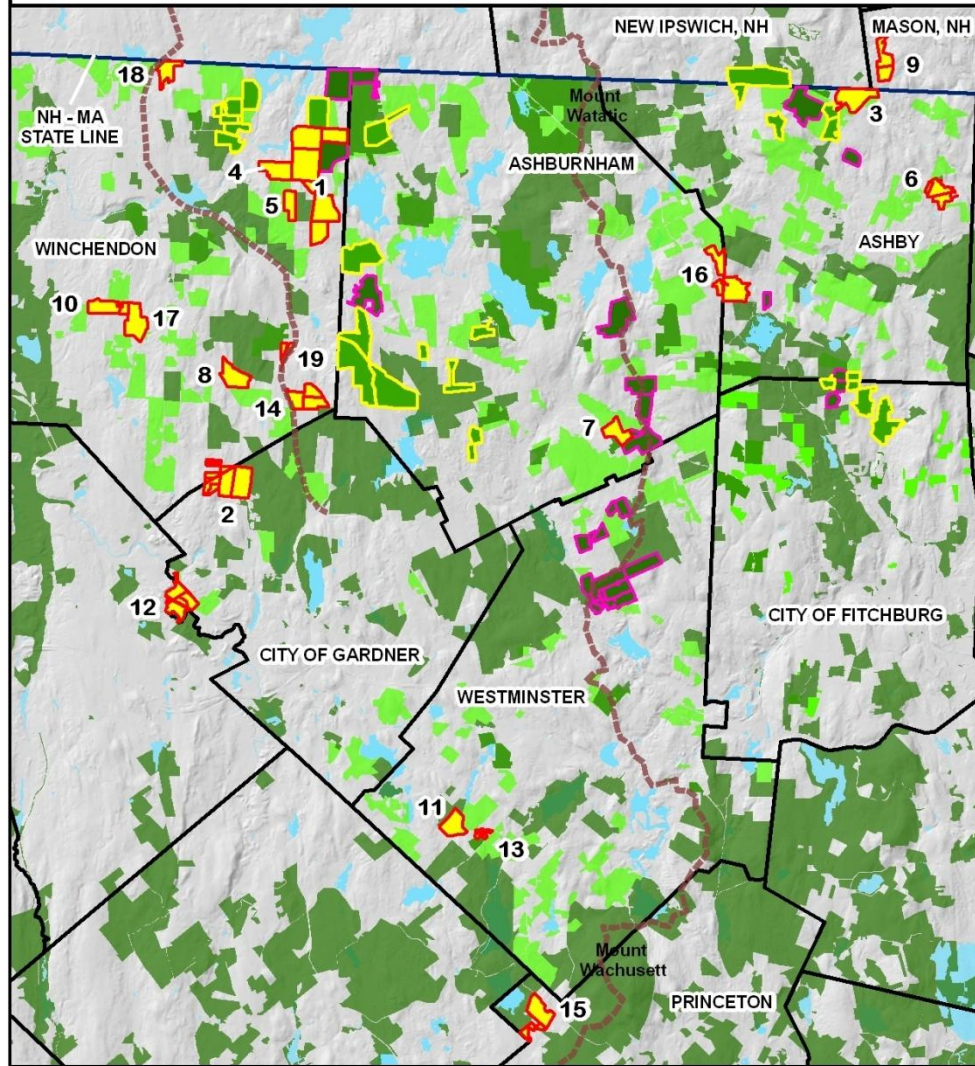 NEW IPSWICH, NH
MASON, NH
18
9
NH - MA
STATE LINE
Mount
Watatic
3
ASHBURNHAM
4
1
5
6
WINCHENDON
ASHBY
16
10
17
19
8
14
7
2
12
CITY OF FITCHBURG
CITY OF GARDNER
WESTMINSTER
11
13
Mount
Wachusett
PRINCETON
15